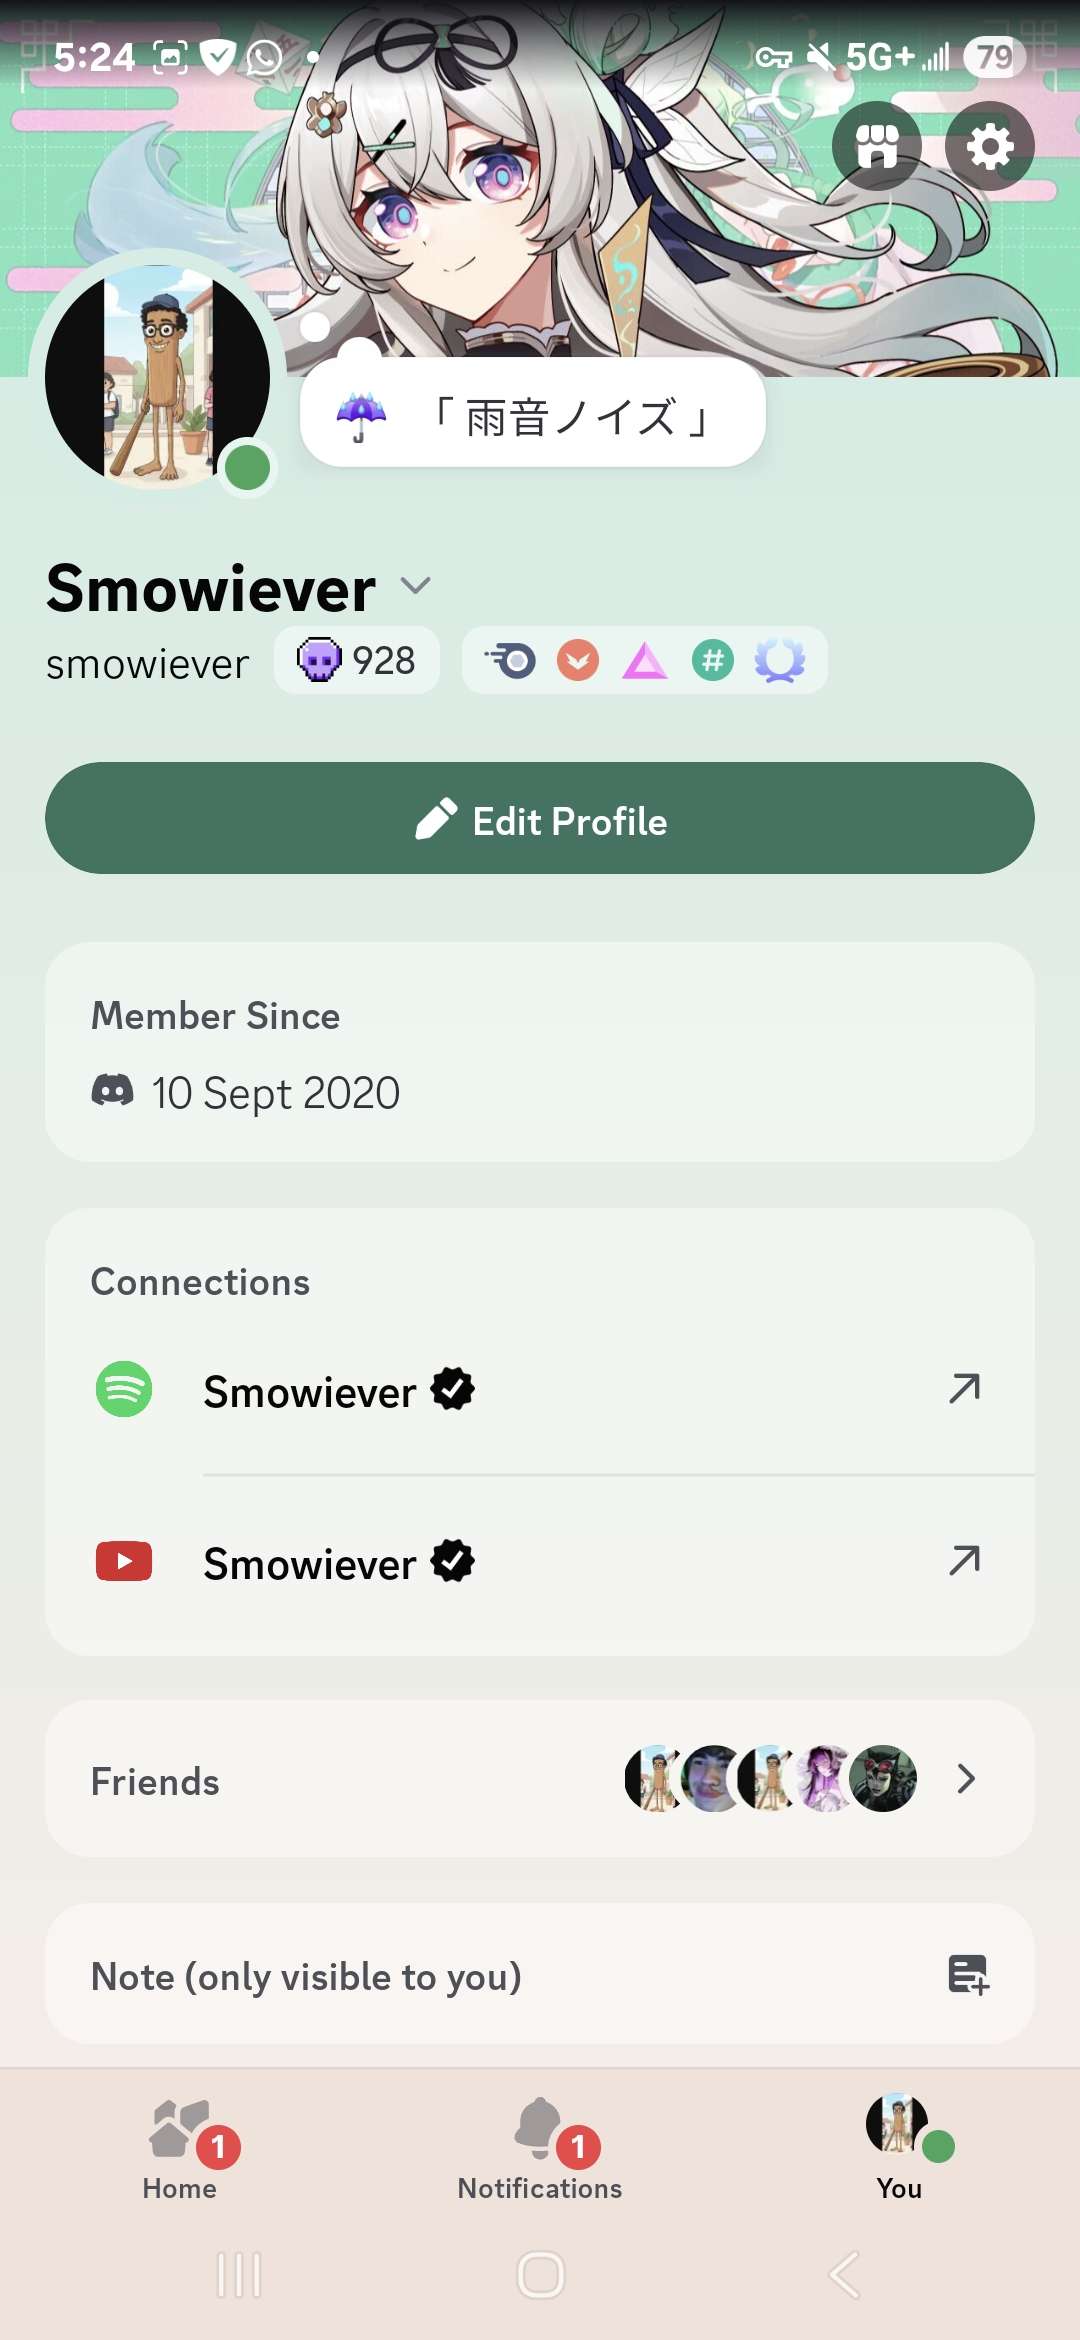 5:24
5G+ 79
☂ 「 雨音ノイズ 」
Smowiever
smowiever 928 #
Edit Profile
Member Since
10 Sept 2020
Connections
Smowiever
Smowiever
Friends
Note (only visible to you)
1 1
Home Notifications You